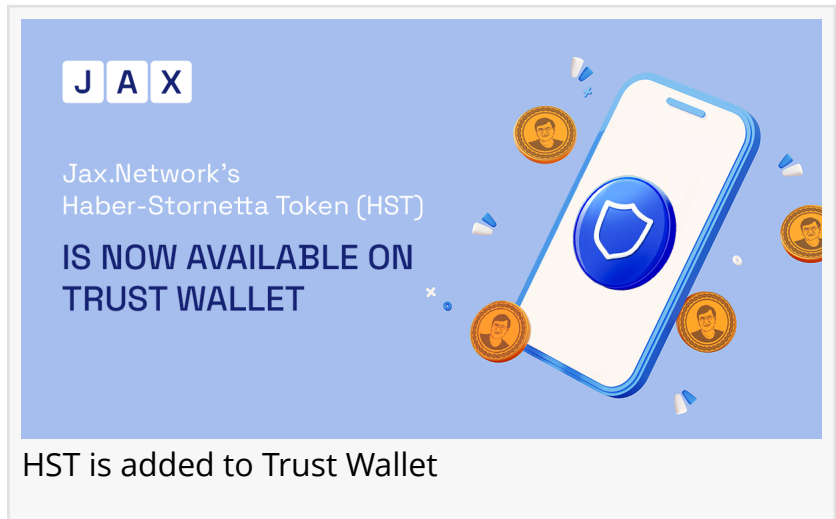 JAX
Jax.Network's
Haber-Stornetta Token (HST)
IS NOW AVAILABLE ON
TRUST WALLET
HST is added to Trust Wallet